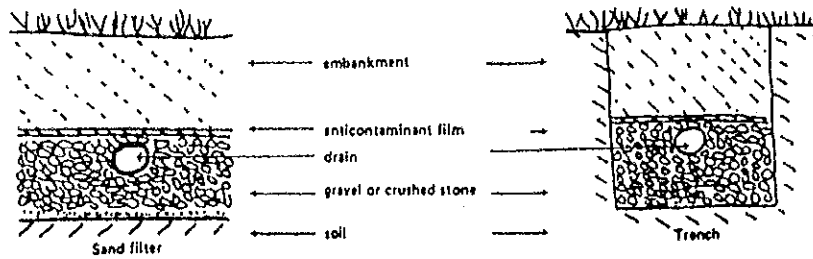 embankment
anticontaminant film
drain
gravel or crushed stone
soil
Sand filter
Trench